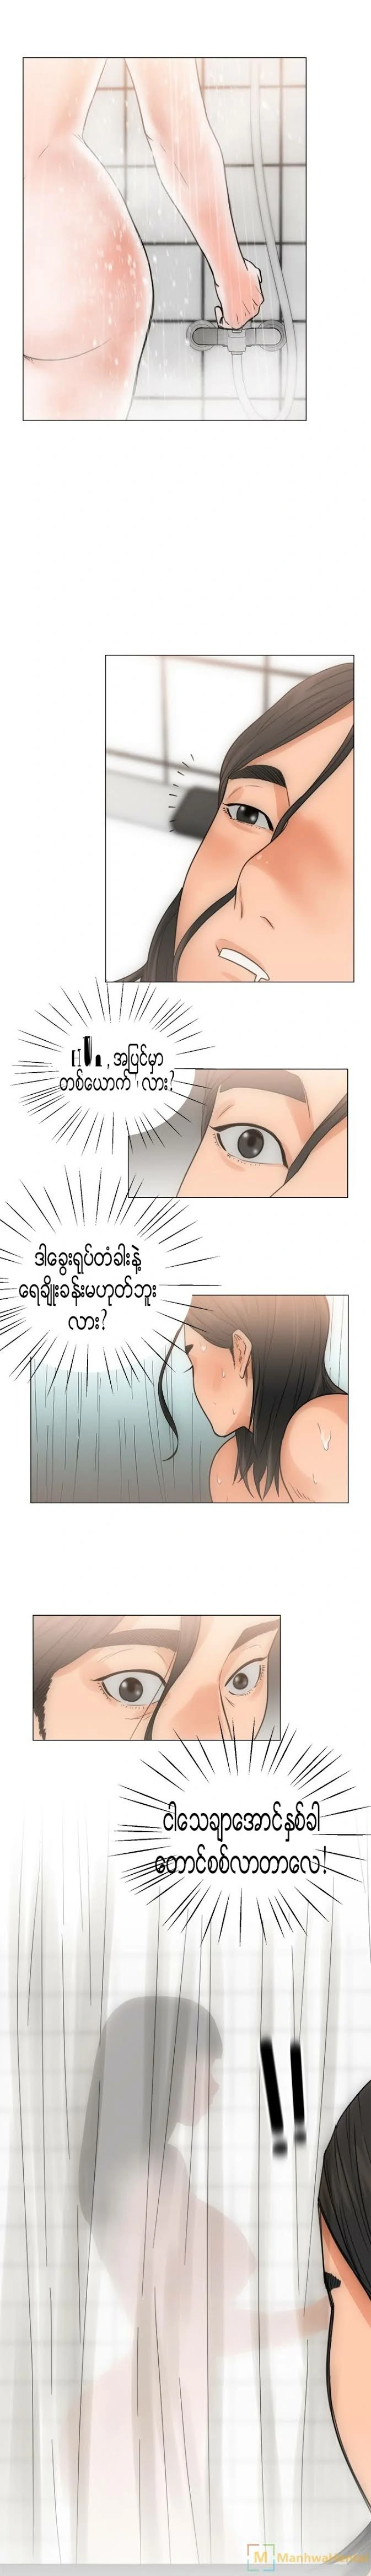 , အပြင်မှာ
တစ်ယောက် လား?
ဒါခွေးရုပ်တံခါးနဲ့
ရေချိုးခန်းမဟုတ်ဘူး
လား?
ငါသေချာအောင်နှစ်ခါ
တောင်စစ်လာတာလေ!
!!